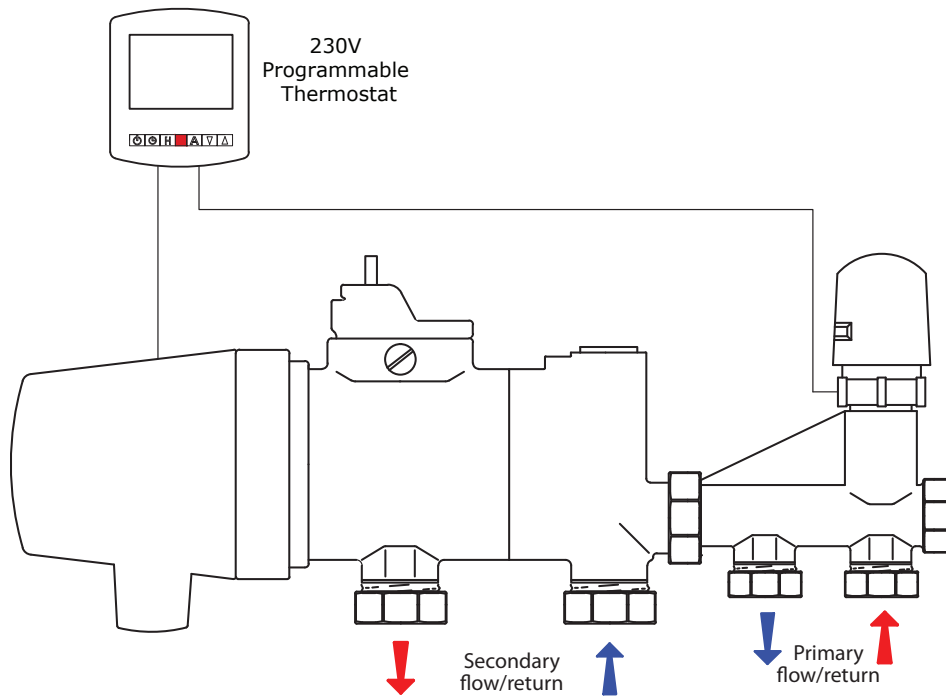 230V
Programmable
Thermostat
H A
Secondary
flow/return
Primary
flow/return